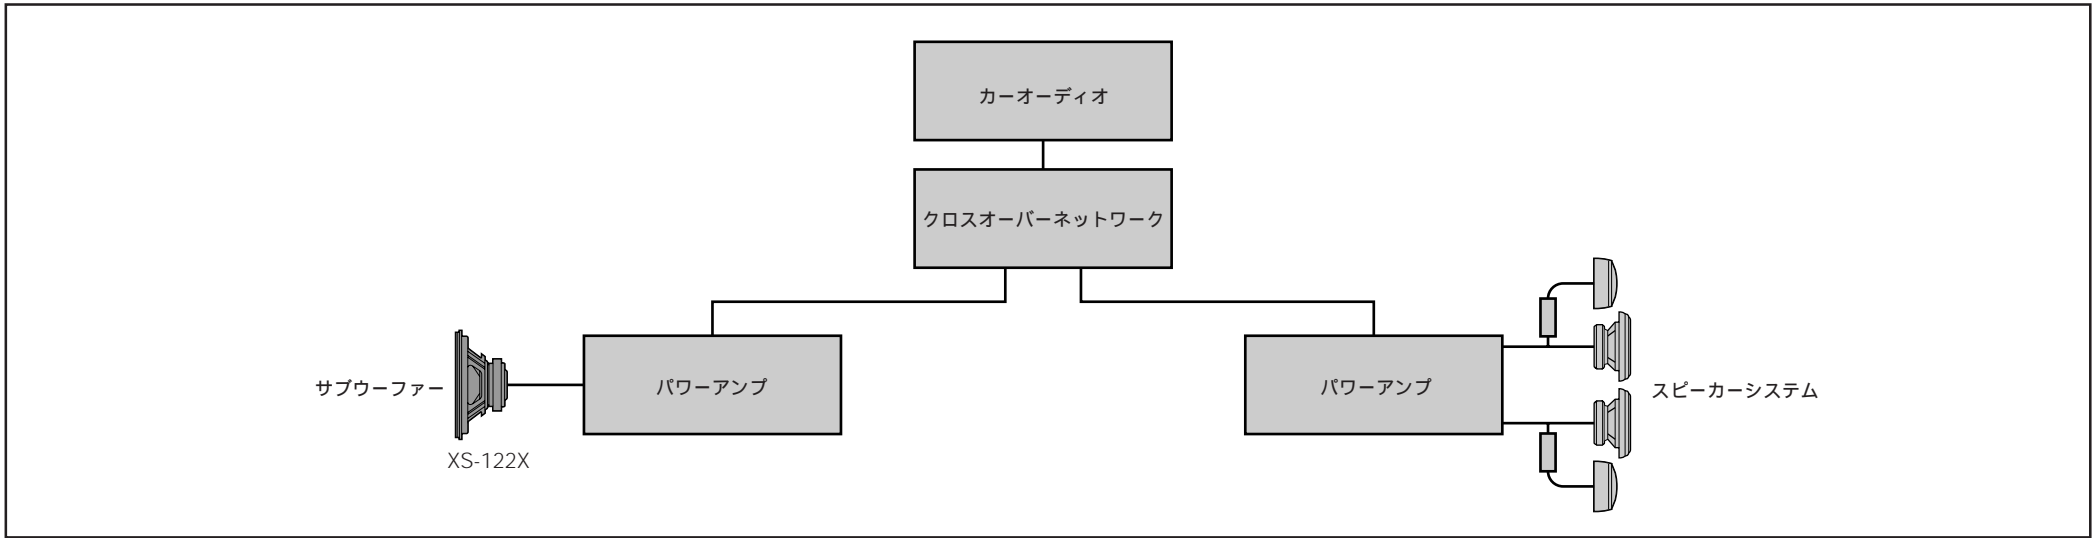 カーオーディオ
クロスオーバーネットワーク
サブウーファー
XS-122X
パワーアンプ
パワーアンプ
スピーカーシステム